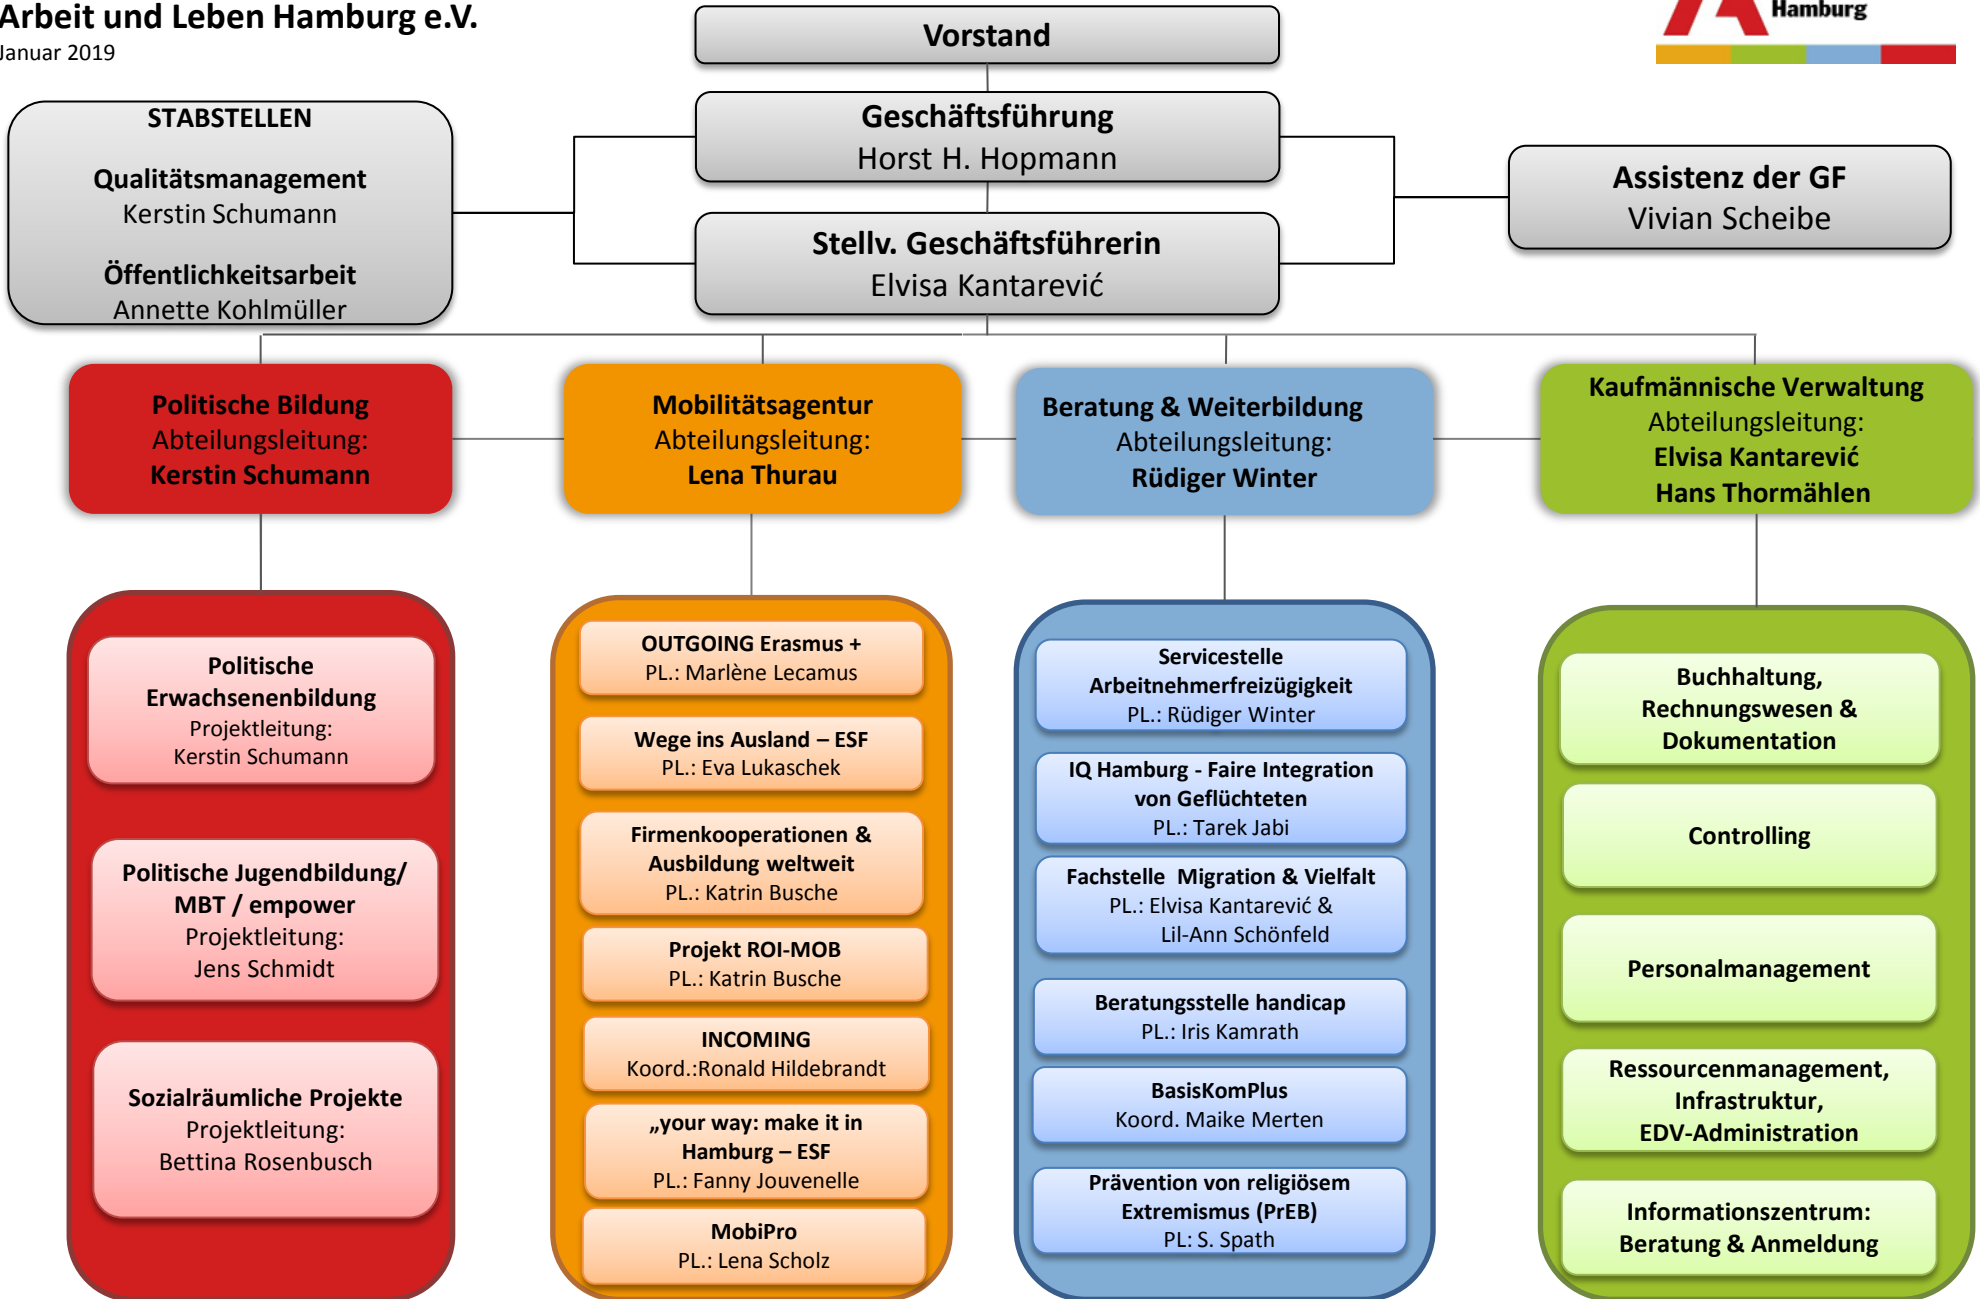 Arbeit und Leben Hamburg e.V.
Januar 2019
Hamburg
Vorstand
Geschäftsführung
Horst H. Hopmann
Stellv. Geschäftsführerin
Elvisa Kantarević
STABSTELLEN
Qualitätsmanagement
Kerstin Schumann
Öffentlichkeitsarbeit
Annette Kohlmüller
Assistenz der GF
Vivian Scheibe
Politische Bildung
Abteilungsleitung:
Kerstin Schumann
Mobilitätsagentur
Abteilungsleitung:
Lena Thurau
Beratung & Weiterbildung
Abteilungsleitung:
Rüdiger Winter
Kaufmännische Verwaltung
Abteilungsleitung:
Elvisa Kantarević
Hans Thormählen
Politische
Erwachsenenbildung
Projektleitung:
Kerstin Schumann
Politische Jugendbildung/
MBT / empower
Projektleitung:
Jens Schmidt
Sozialräumliche Projekte
Projektleitung:
Bettina Rosenbusch
OUTGOING Erasmus +
PL.: Marlène Lecamus
Wege ins Ausland – ESF
PL.: Eva Lukaschek
Firmenkooperationen &
Ausbildung weltweit
PL.: Katrin Busche
Projekt ROI-MOB
PL.: Katrin Busche
INCOMING
Koord.:Ronald Hildebrandt
„your way: make it in
Hamburg – ESF
PL.: Fanny Jouvenelle
MobiPro
PL.: Lena Scholz
Servicestelle
Arbeitnehmerfreizügigkeit
PL.: Rüdiger Winter
IQ Hamburg - Faire Integration
von Geflüchteten
PL.: Tarek Jabi
Fachstelle Migration & Vielfalt
PL.: Elvisa Kantarević &
Lil-Ann Schönfeld
Beratungsstelle handicap
PL.: Iris Kamrath
BasisKomPlus
Koord. Maike Merten
Prävention von religiösem
Extremismus (PrEB)
PL: S. Spath
Buchhaltung,
Rechnungswesen &
Dokumentation
Controlling
Personalmanagement
Ressourcenmanagement,
Infrastruktur,
EDV-Administration
Informationszentrum:
Beratung & Anmeldung